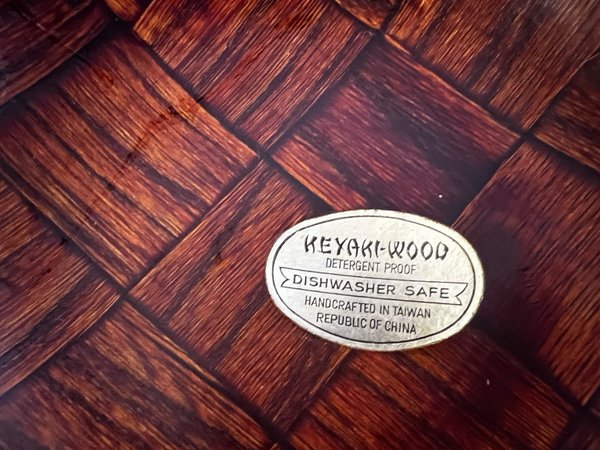 KEYAKI-WOOD
DETERGENT PROOF
DISHWASHER SAFE
HANDCRAFTED IN TAIWAN
REPUBLIC OF CHINA